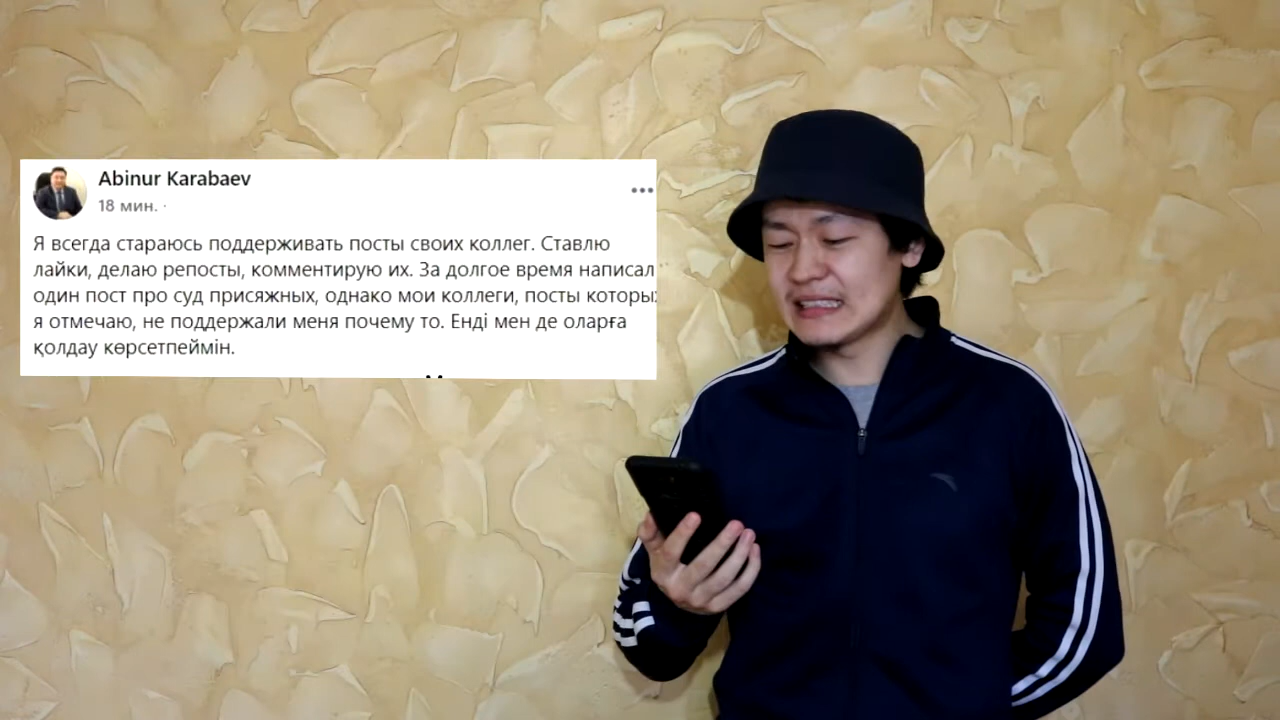 Abinur Karabaev
18 мин. ·
Я всегда стараюсь поддерживать посты своих коллег. Ставлю
лайки, делаю репосты, комментирую их. За долгое время написал
один пост про суд присяжных, однако мои коллеги, посты которы
я отмечаю, не поддержали меня почему то. Енді мен де оларға
қолдау көрсетпеймін.